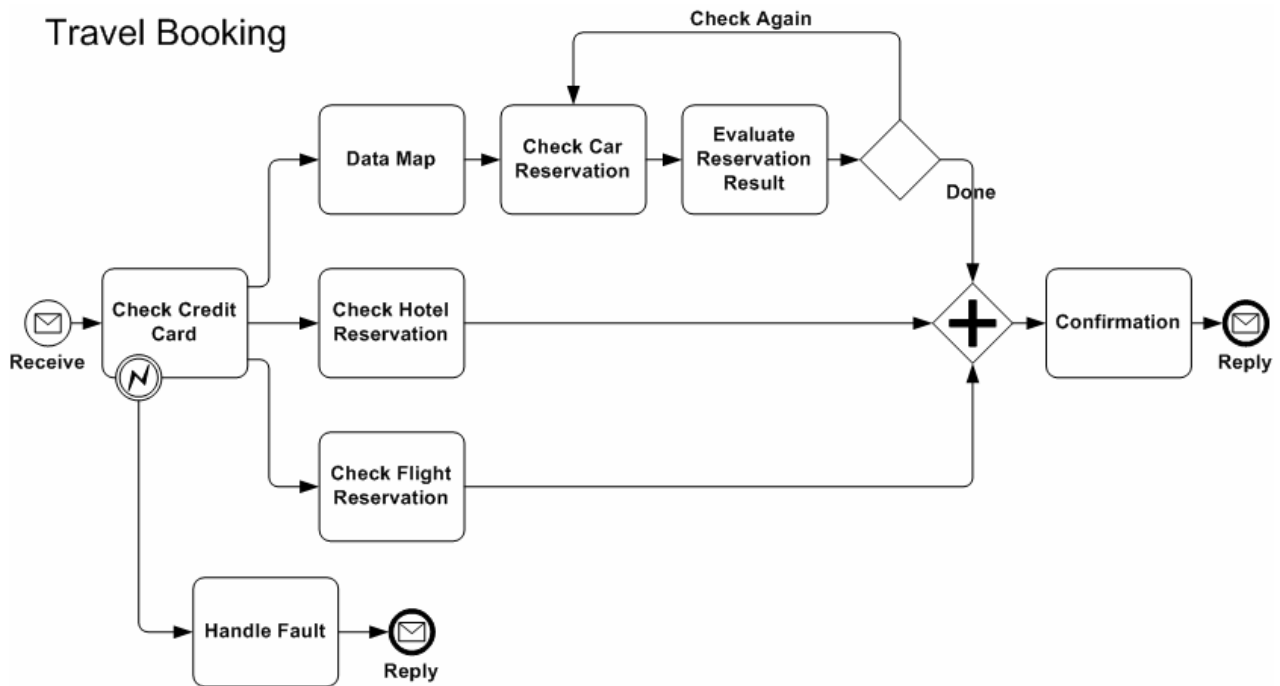 Travel Booking
Check Again
Data Map
Check Car
Reservation
Evaluate
Reservation
Result
Done
Receive
Check Credit
Card
Check Hotel
Reservation
Confirmation
Reply
Check Flight
Reservation
Handle Fault
Reply